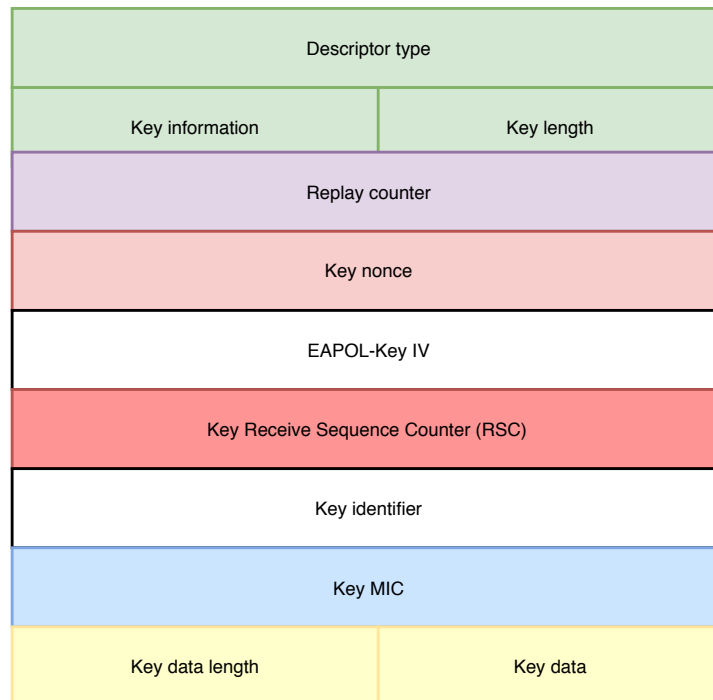 Descriptor type
Key information
Key length
Replay counter
Key nonce
EAPOL-Key IV
Key Receive Sequence Counter (RSC)
Key identifier
Key MIC
Key data length
Key data